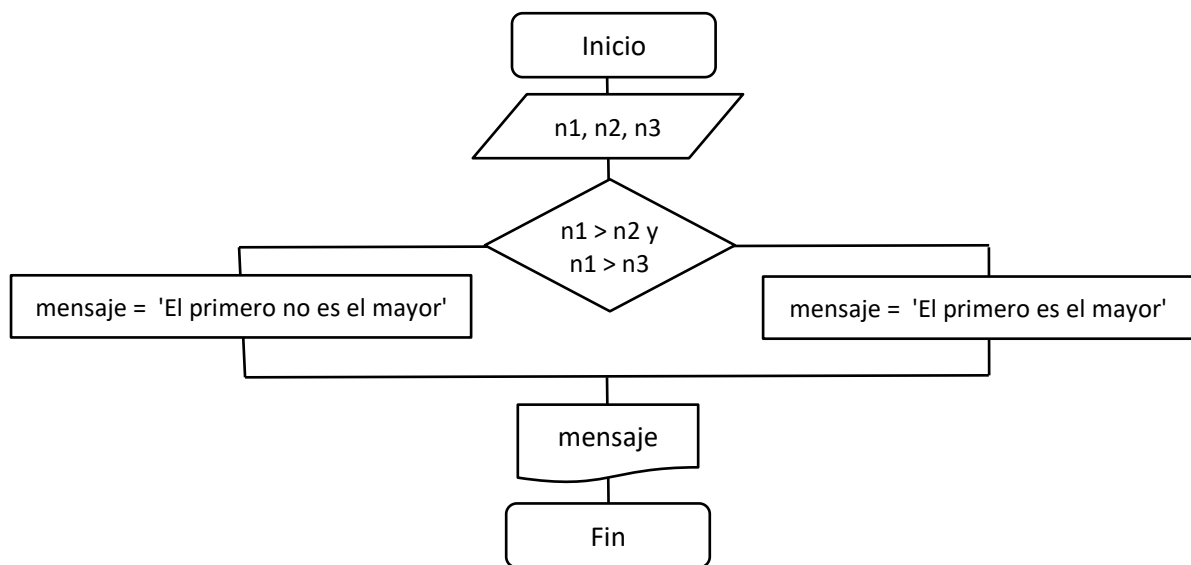 Inicio
n1, n2, n3
n1 > n2 y
n1 > n3
mensaje = 'El primero no es el mayor'
mensaje = 'El primero es el mayor'
mensaje
Fin